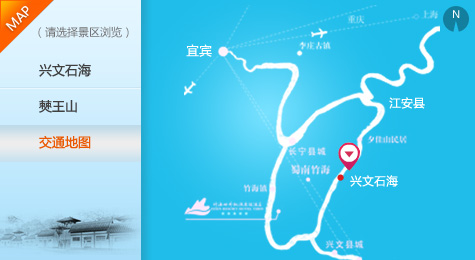 MAP
（请选择景区浏览）
兴文石海
僰王山
交通地图
重庆
上海
N
宜宾
李庄古镇
江安县
夕佳山民居
长宁县城
蜀南竹海
兴文石海
竹海镇
兴文县城